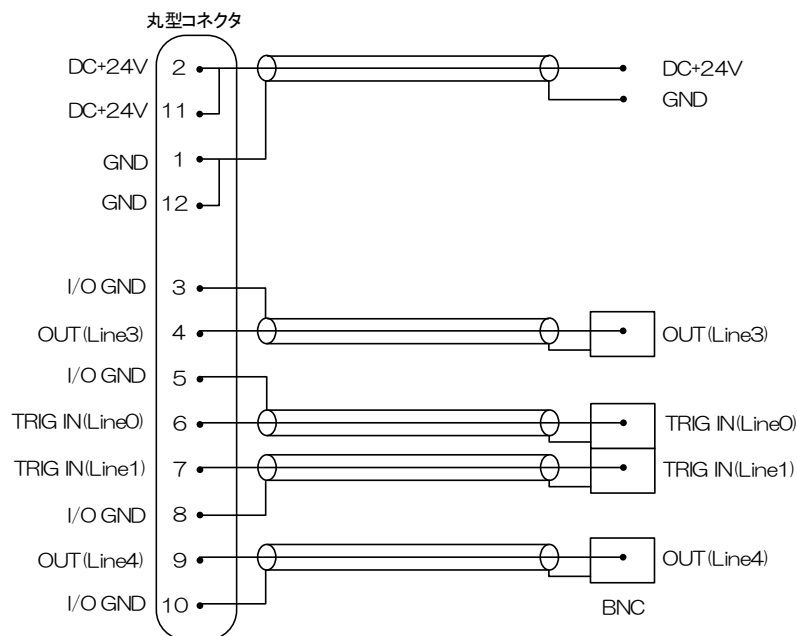 丸型コネクタ
DC+24V 2 DC+24V
GND
DC+24V 11
GND 1
GND 12
I/O GND 3
OUT(Line3) 4 OUT(Line3)
I/O GND 5
TRIG IN(Line0) 6 TRIG IN(Line0)
TRIG IN(Line1) 7 TRIG IN(Line1)
I/O GND 8
OUT(Line4) 9 OUT(Line4)
I/O GND 10
BNC